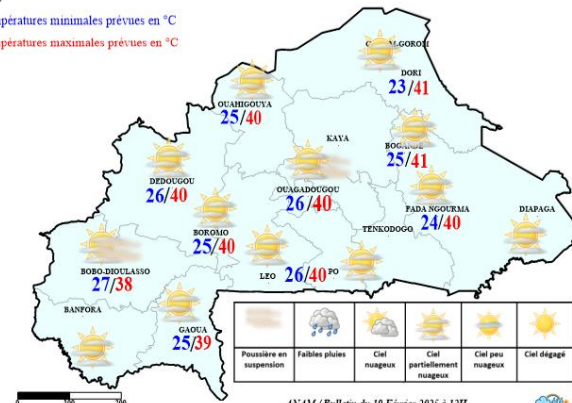 pératures minimales prévues en °C
pératures maximales prévues en °C
DORI
23/41
OUAHIGOUYA
25/40
KAYA
25/41
DEDOUGOU
26/40
OUAGADOUGOU
26/40
FADA NGOURMA
24/40
DIAPAGA
BOROMO
25/40
TENKODOGO
BOBO-DIOULASSO
27/38
LEO
26/40
PO
BANFORA
GAOUA
25/39
Poussière en suspension
Faibles pluies
Ciel nuageux
Ciel partiellement nuageux
Ciel peu nuageux
Ciel dégagé